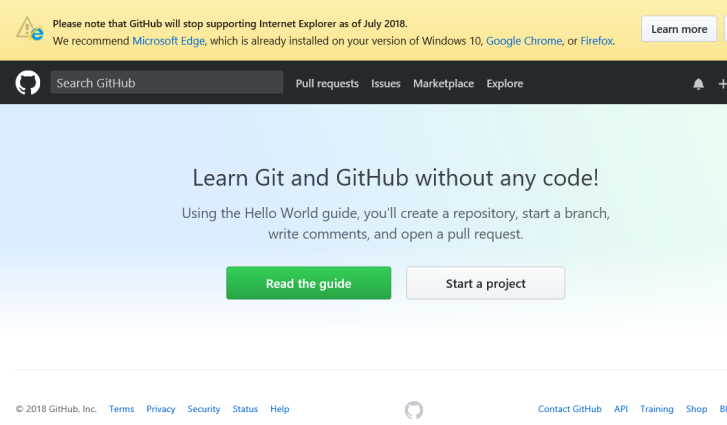 Please note that GitHub will stop supporting Internet Explorer as of July 2018.
We recommend Microsoft Edge, which is already installed on your version of Windows 10, Google Chrome, or Firefox.
Learn more
Search GitHub
Pull requests Issues Marketplace Explore
Learn Git and GitHub without any code!
Using the Hello World guide, you’ll create a repository, start a branch,
write comments, and open a pull request.
Read the guide Start a project
© 2018 GitHub, Inc. Terms Privacy Security Status Help
Contact GitHub API Training Shop